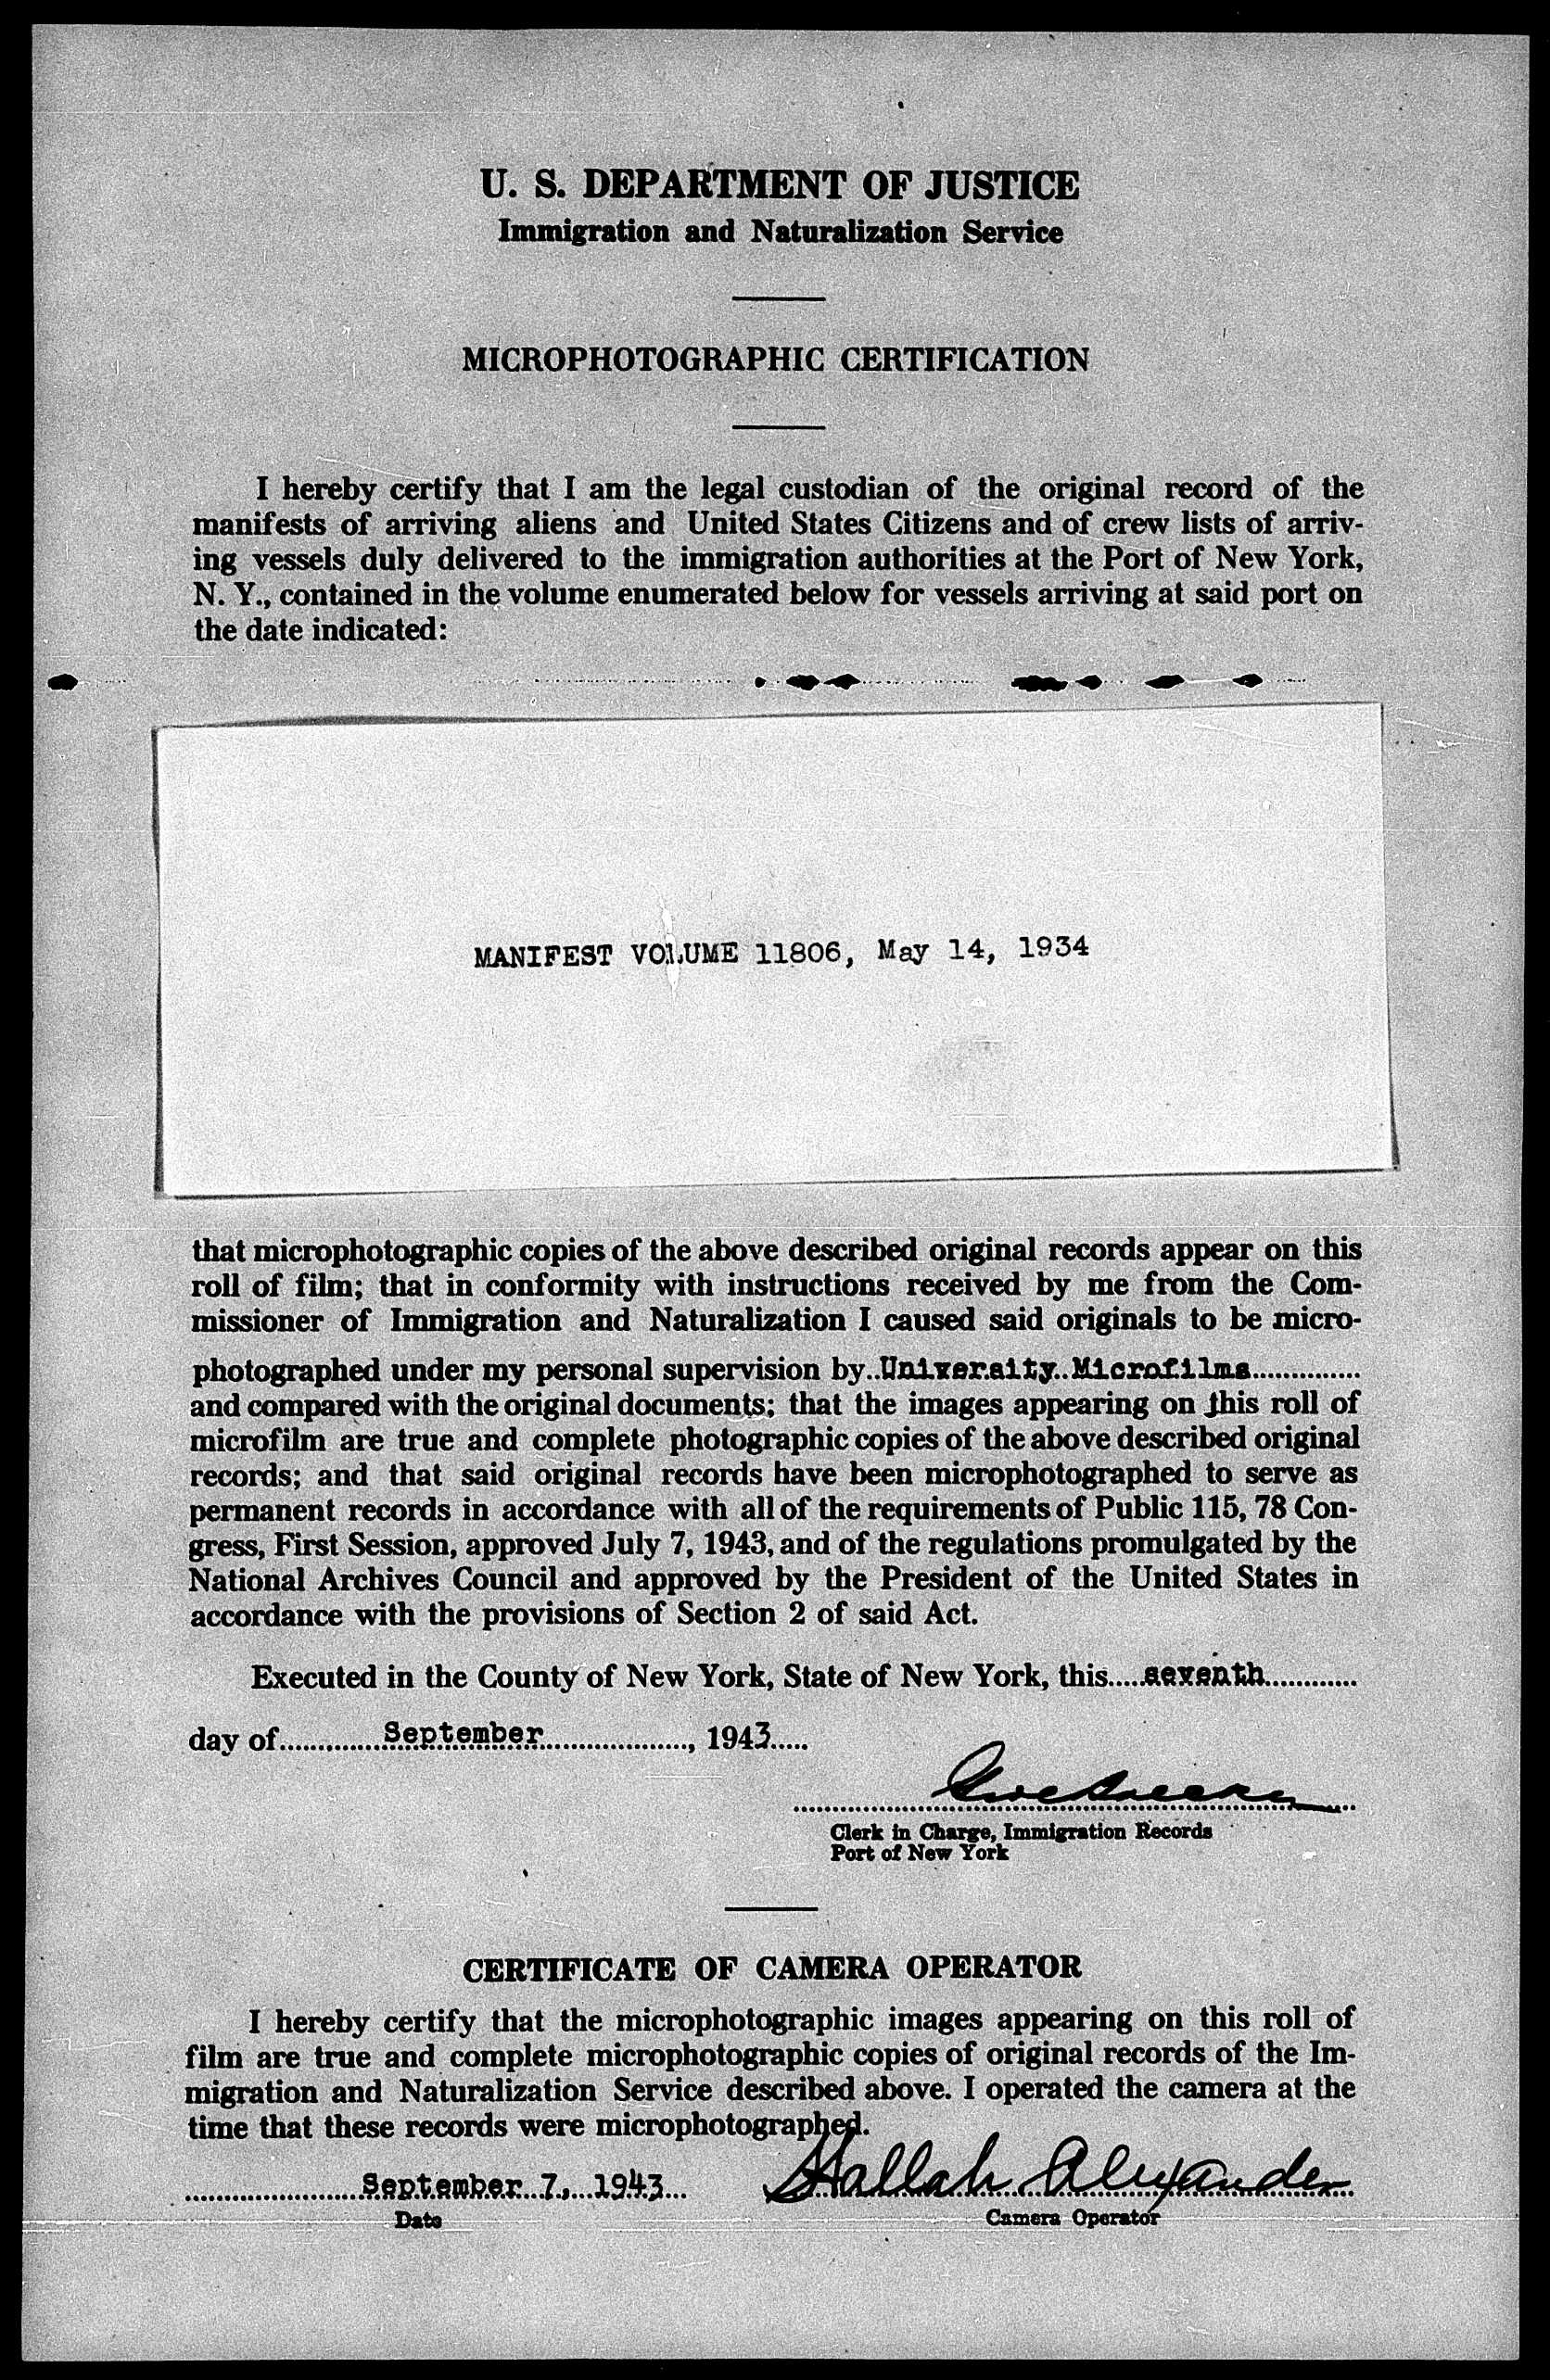 U. S. DEPARTMENT OF JUSTICE
Immigration and Naturalization Service
MICROPHOTOGRAPHIC CERTIFICATION
I hereby certify that I am the legal custodian of the original record of the
manifests of arriving aliens and United States Citizens and of crew lists of arriv-
ing vessels duly delivered to the immigration authorities at the Port of New York,
N. Y., contained in the volume enumerated below for vessels arriving at said port on
the date indicated:
MANIFEST VOLUME 11806, May 14, 1934
that microphotographic copies of the above described original records appear on this
roll of film; that in conformity with instructions received by me from the Com-
missioner of Immigration and Naturalization I caused said originals to be micro-
photographed under my personal supervision by..University..Microfilms..............
and compared with the original documents; that the images appearing on this roll of
microfilm are true and complete photographic copies of the above described original
records; and that said original records have been microphotographed to serve as
permanent records in accordance with all of the requirements of Public 115, 78 Con-
gress, First Session, approved July 7, 1943, and of the regulations promulgated by the
National Archives Council and approved by the President of the United States in
accordance with the provisions of Section 2 of said Act.
Executed in the County of New York, State of New York, this....seventh.............
day of.............September..................., 1943.....
Clerk in Charge, Immigration Records
Port of New York
CERTIFICATE OF CAMERA OPERATOR
I hereby certify that the microphotographic images appearing on this roll of
film are true and complete microphotographic copies of original records of the Im-
migration and Naturalization Service described above. I operated the camera at the
time that these records were microphotographed.
......................September..7.,...1943... Hallah Alexander
Date Camera Operator